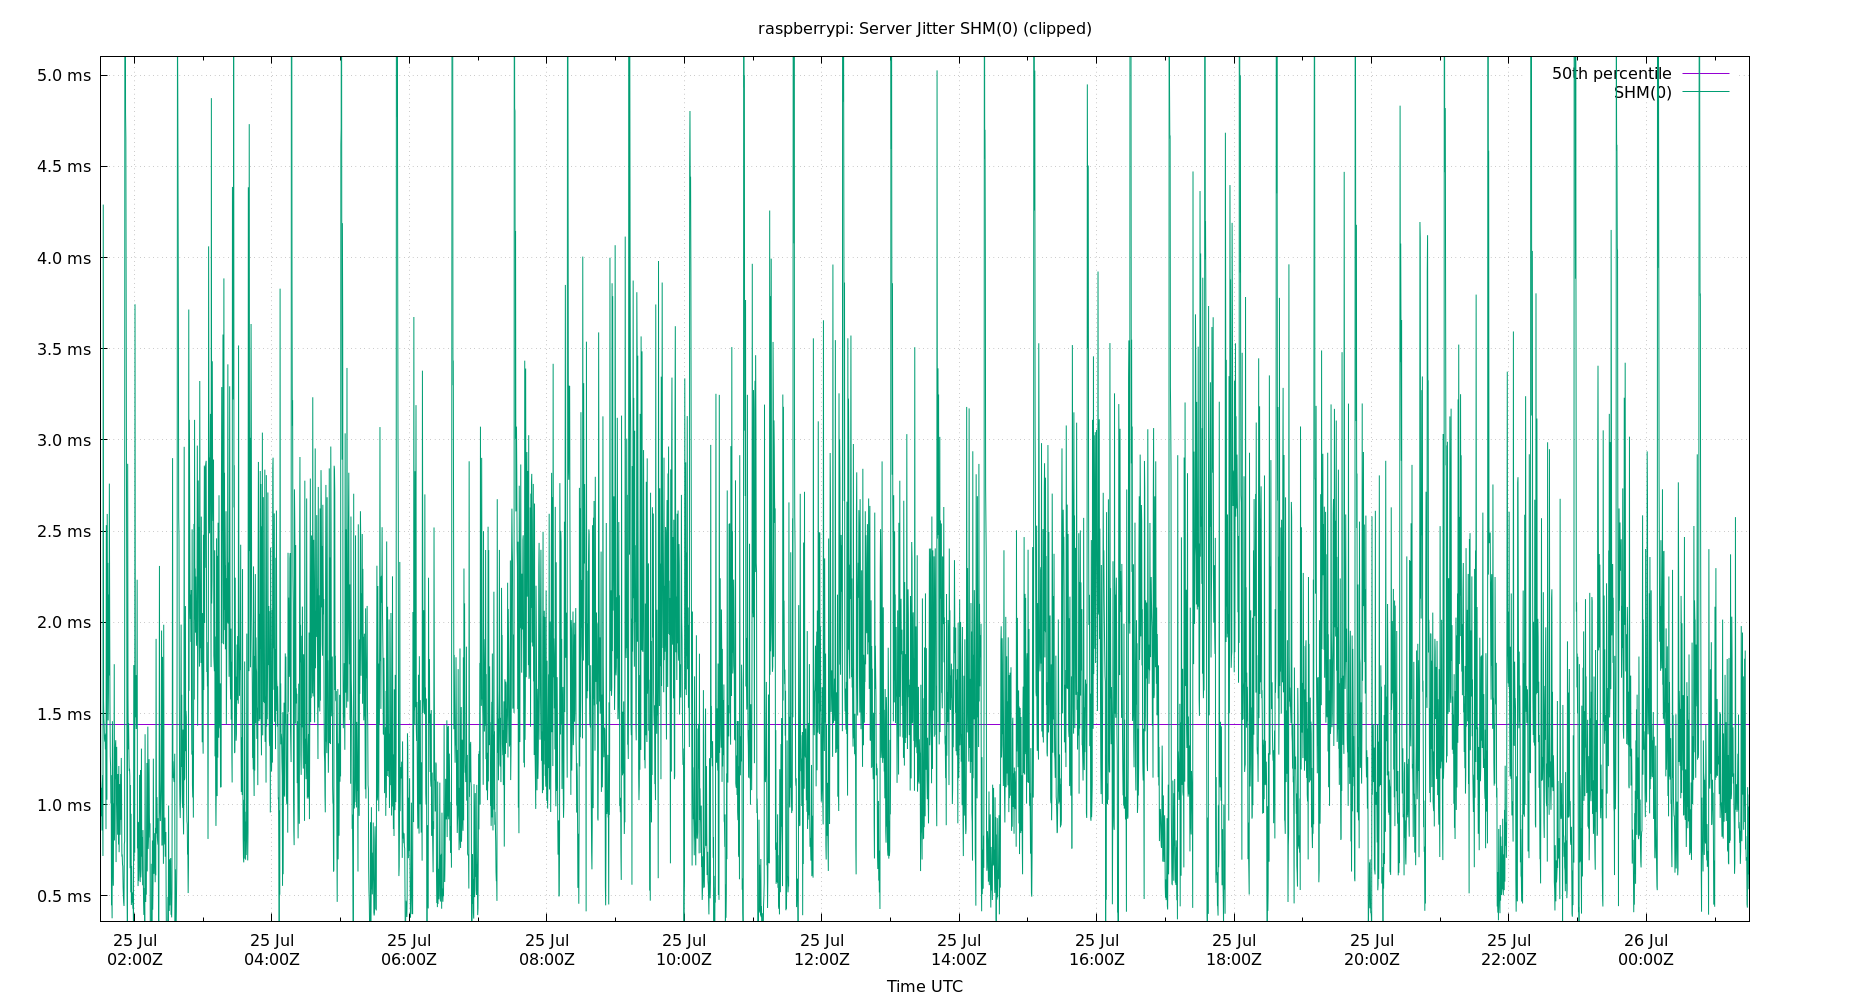 raspberrypi: Server Jitter SHM(0) (clipped)
50th percentile
SHM(0)
5.0 ms
4.5 ms
4.0 ms
3.5 ms
3.0 ms
2.5 ms
2.0 ms
1.5 ms
1.0 ms
0.5 ms
25 Jul 25 Jul 25 Jul 25 Jul 25 Jul 25 Jul 25 Jul 25 Jul 25 Jul 25 Jul 25 Jul 26 Jul
02:00Z 04:00Z 06:00Z 08:00Z 10:00Z 12:00Z 14:00Z 16:00Z 18:00Z 20:00Z 22:00Z 00:00Z
Time UTC